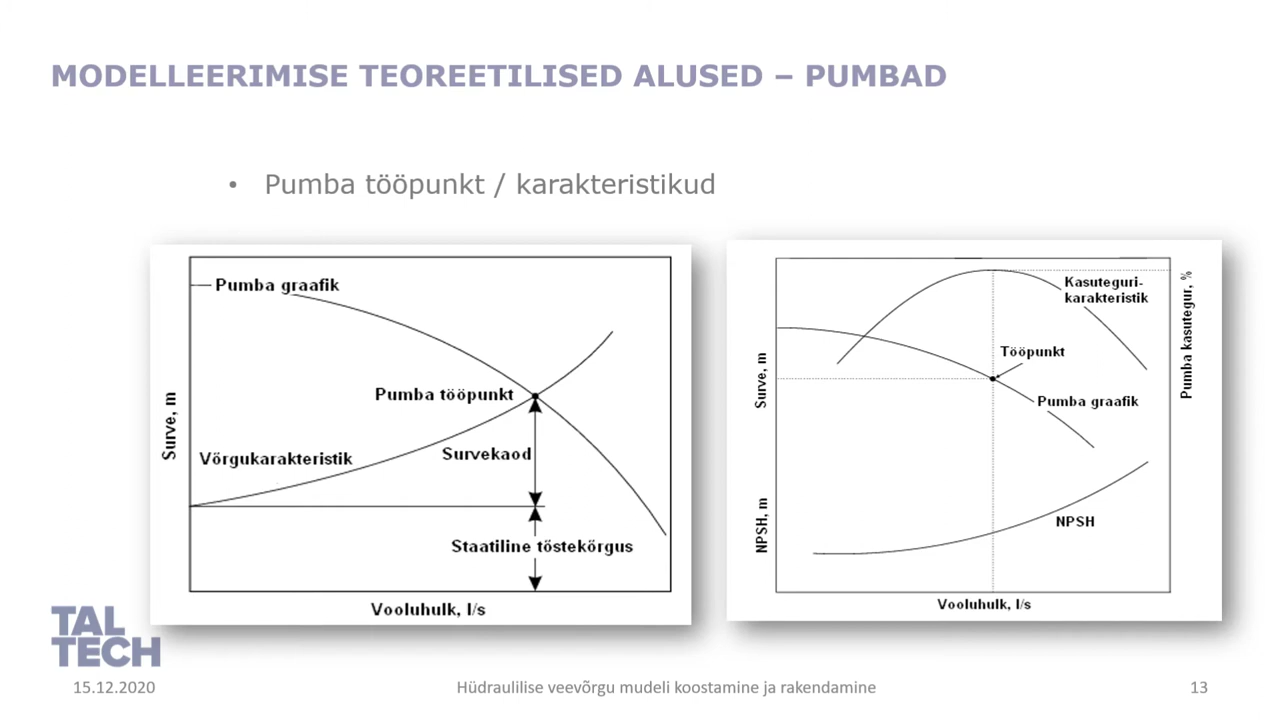 MODELLEERIMISE TEOREETILISED ALUSED – PUMBAD
• Pumba tööpunkt / karakteristikud
Pumba graafik
Pumba tööpunkt
Surve, m
Võrgukarakteristik
Survekaod
Staatiline tõstekõrgus
Vooluhulk, l/s
Kasuteguri-
karakteristik
Pumba kasutegur, %
Tööpunkt
Surve, m
Pumba graafik
NPSH, m
NPSH
Vooluhulk, l/s
TAL
TECH
15.12.2020
Hüdraulilise veevõrgu mudeli koostamine ja rakendamine
13